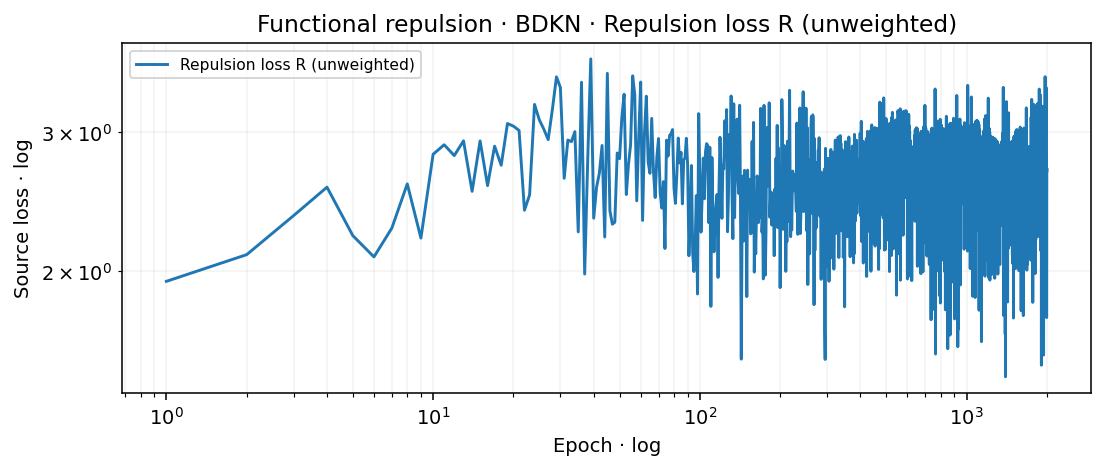 Functional repulsion · BDKN · Repulsion loss R (unweighted)
Repulsion loss R (unweighted)
Source loss · log
3 × 10⁰
2 × 10⁰
10⁰ 10¹ 10² 10³
Epoch · log